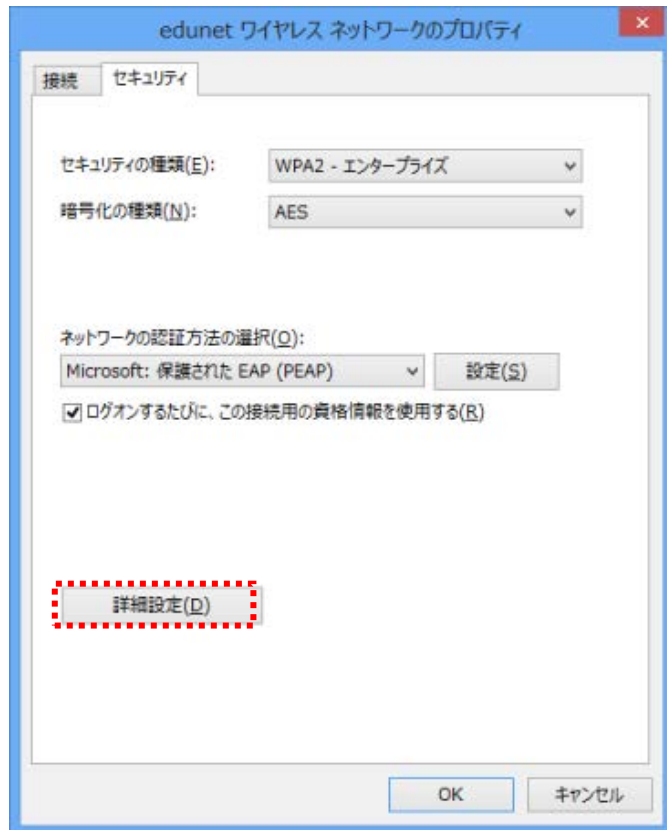 edunet ワイヤレス ネットワークのプロパティ
接続 セキュリティ
セキュリティの種類(E): WPA2 - エンタープライズ
暗号化の種類(N): AES
ネットワークの認証方法の選択(O):
Microsoft: 保護された EAP (PEAP) 設定(S)
ログオンするたびに、この接続用の資格情報を使用する(R)
詳細設定(D)
OK キャンセル